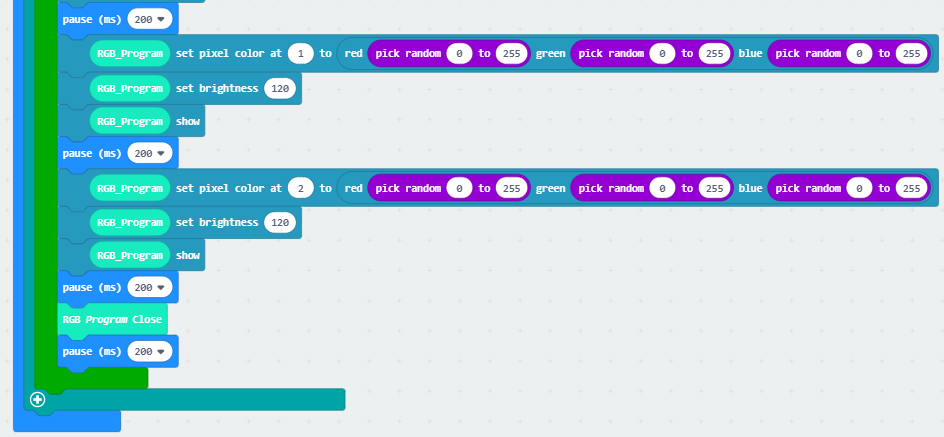 pause (ms) 200
RGB_Program set pixel color at 1 to red pick random 0 to 255 green pick random 0 to 255 blue pick random 0 to 255
RGB_Program set brightness 120
RGB_Program show
pause (ms) 200
RGB_Program set pixel color at 2 to red pick random 0 to 255 green pick random 0 to 255 blue pick random 0 to 255
RGB_Program set brightness 120
RGB_Program show
pause (ms) 200
RGB Program Close
pause (ms) 200